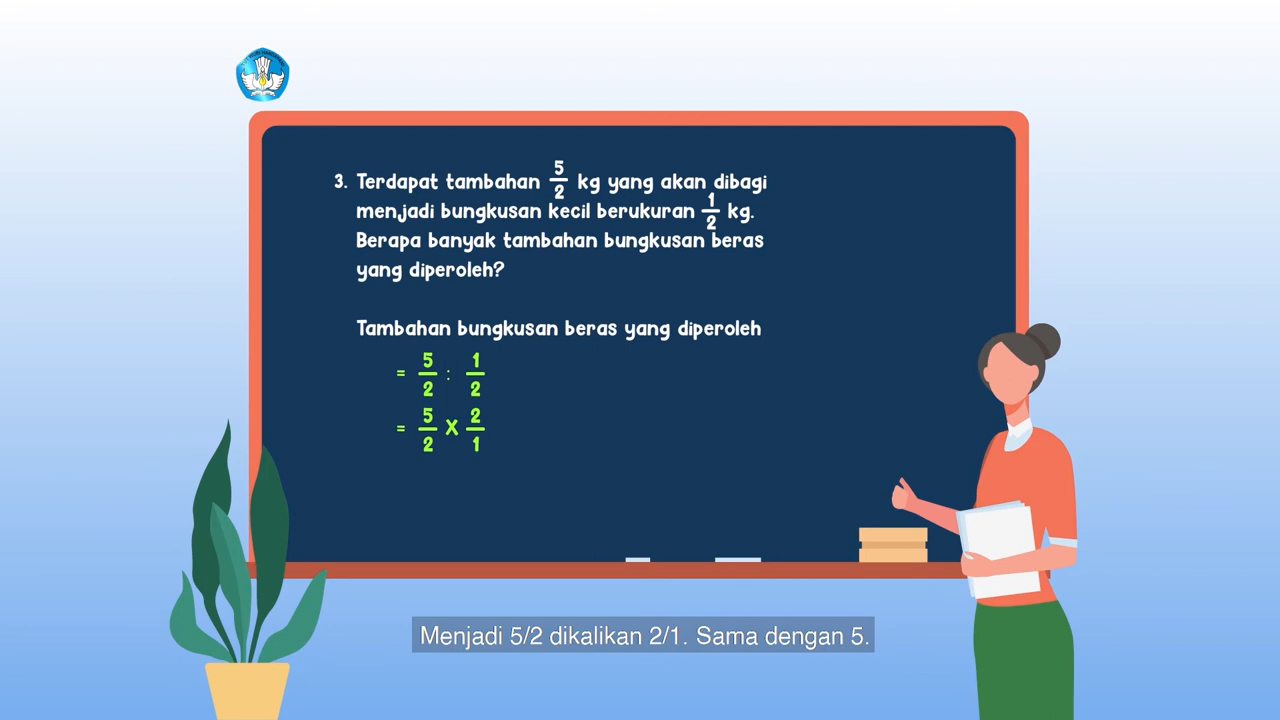 3. Terdapat tambahan 5/2 kg yang akan dibagi
menjadi bungkusan kecil berukuran 1/2 kg.
Berapa banyak tambahan bungkusan beras
yang diperoleh?
Tambahan bungkusan beras yang diperoleh
= 5/2 : 1/2
= 5/2 X 2/1
Menjadi 5/2 dikalikan 2/1. Sama dengan 5.